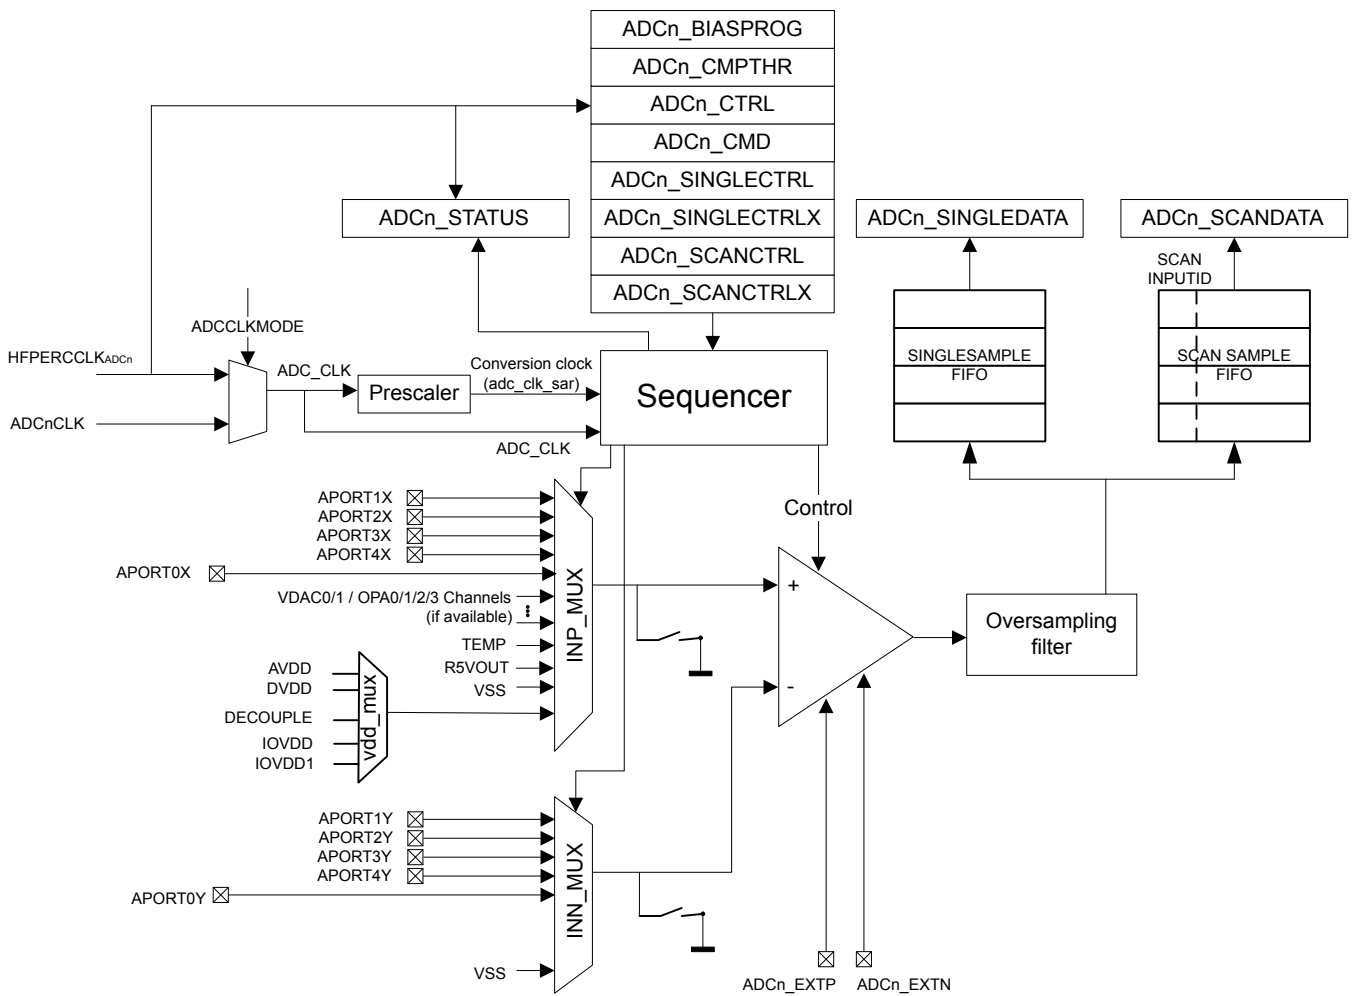 ADCn_BIASPROG
ADCn_CMPTHR
ADCn_CTRL
ADCn_CMD
ADCn_SINGLECTRL
ADCn_SINGLECTRLX
ADCn_SCANCTRL
ADCn_SCANCTRLX
ADCn_STATUS
ADCn_SINGLEDATA
ADCn_SCANDATA
SCAN
INPUTID
SINGLESAMPLE
FIFO
SCAN SAMPLE
FIFO
ADCCLKMODE
HFPERCCLKADCn
ADCnCLK
ADC_CLK
Prescaler
Conversion clock
(adc_clk_sar)
Sequencer
ADC_CLK
Control
APORT1X
APORT2X
APORT3X
APORT4X
APORT0X
VDAC0/1 / OPA0/1/2/3 Channels
(if available)
TEMP
R5VOUT
VSS
INP_MUX
AVDD
DVDD
DECOUPLE
IOVDD
IOVDD1
vdd_mux
+
-
Oversampling
filter
APORT1Y
APORT2Y
APORT3Y
APORT4Y
APORT0Y
VSS
INN_MUX
ADCn_EXTP
ADCn_EXTN